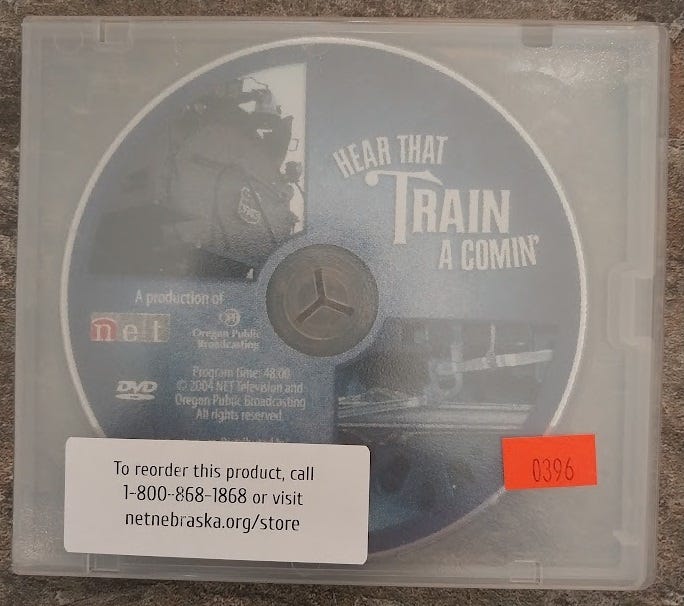 HEAR THAT
TRAIN
A COMIN'
A production of
net
Oregon Public
Broadcasting
Program time: 48:00
© 2004 NET Television and
Oregon Public Broadcasting
All rights reserved
DVD
To reorder this product, call
1-800-868-1868 or visit
netnebraska.org/store
0396